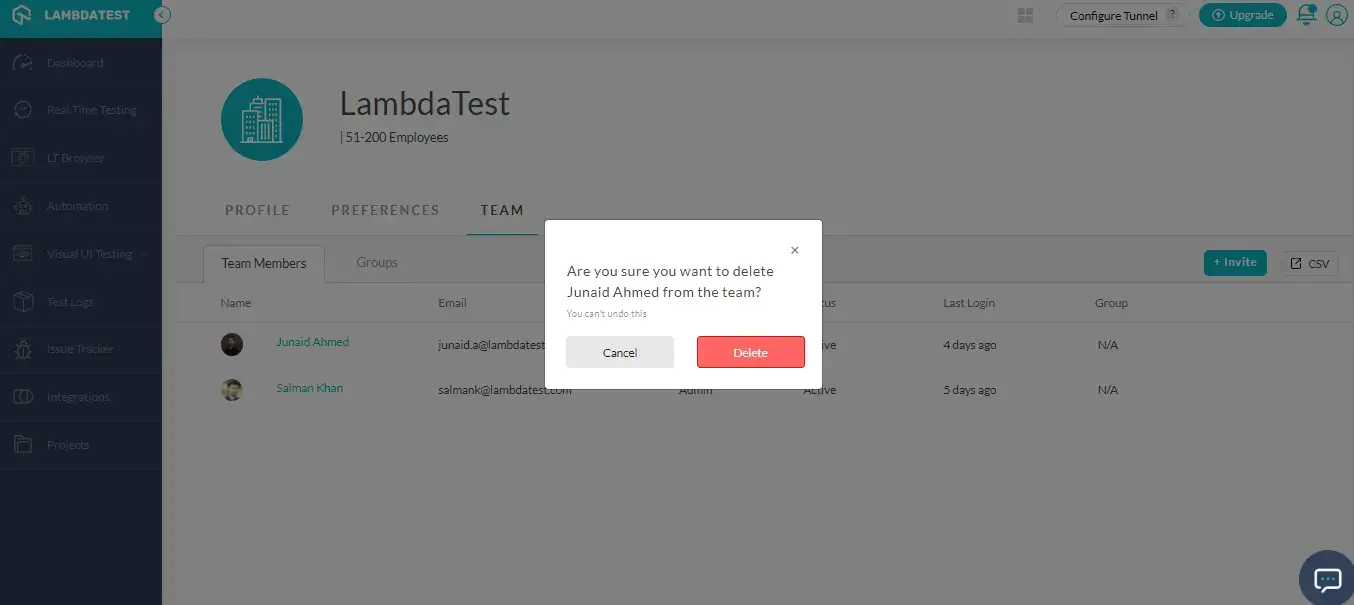 LAMBDATEST
Configure Tunnel ?
Upgrade
Dashboard
Real Time Testing
LT Browser
Automation
Visual UI Testing
Test Logs
Issue Tracker
Integrations
Projects
LambdaTest
| 51-200 Employees
PROFILE PREFERENCES TEAM
Team Members Groups
+ Invite CSV
Name Email Last Login Group
Junaid Ahmed junaid.a@lambdatest 4 days ago N/A
Salman Khan salmank@lambdatest.com Admin Active 5 days ago N/A
×
Are you sure you want to delete
Junaid Ahmed from the team?
You can't undo this
Cancel Delete